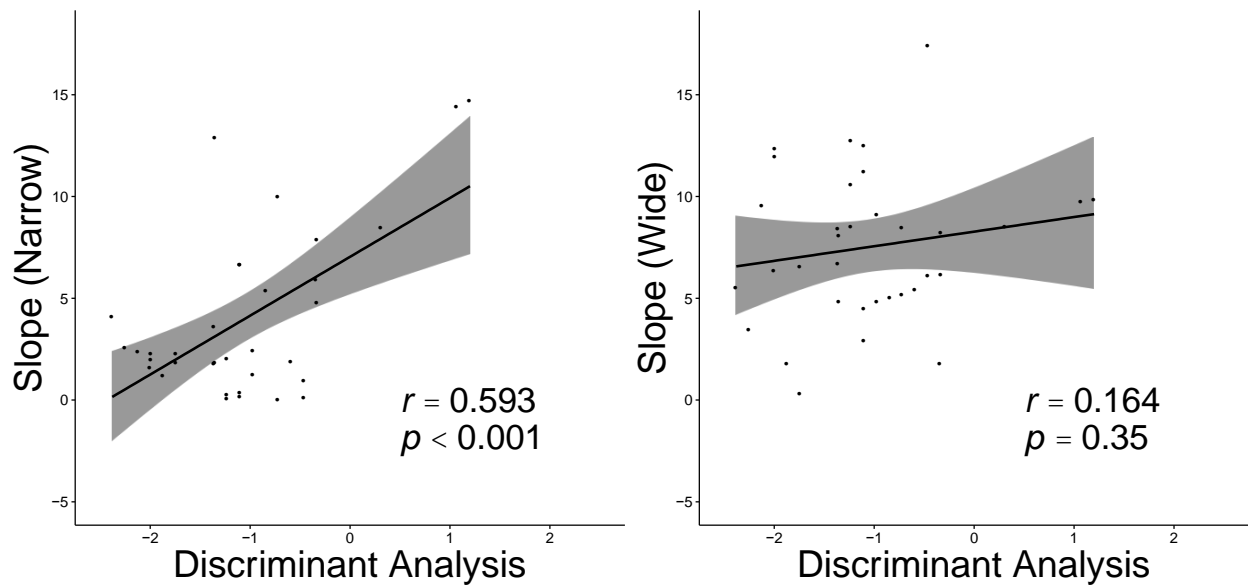 Slope (Narrow)
15
10
5
0
−5
r = 0.593
p < 0.001
−2
−1
0
1
2
Discriminant Analysis
Slope (Wide)
15
10
5
0
−5
r = 0.164
p = 0.35
−2
−1
0
1
2
Discriminant Analysis